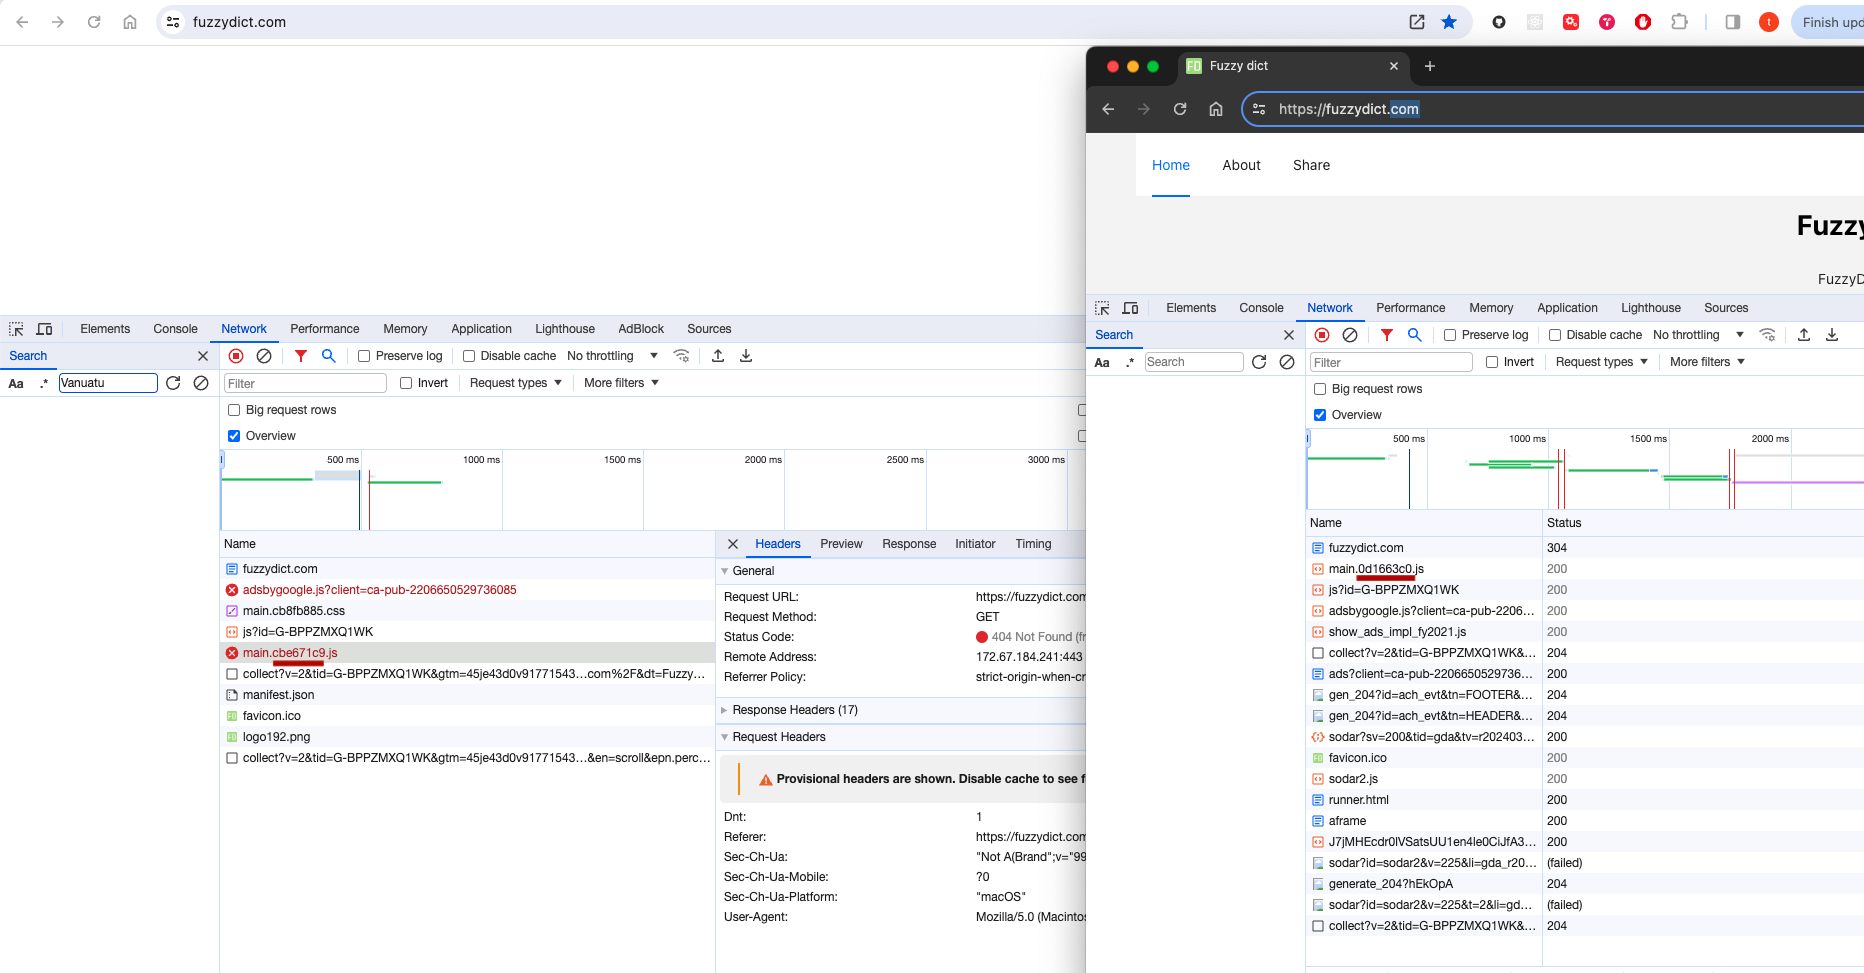 fuzzydict.com
Finish upd
Elements Console Network Performance Memory Application Lighthouse AdBlock Sources
Search
Preserve log Disable cache No throttling
Aa .* Vanuatu
Filter Invert Request types More filters
Big request rows
Overview
500 ms 1000 ms 1500 ms 2000 ms 2500 ms 3000 ms
Name
fuzzydict.com
adsbygoogle.js?client=ca-pub-2206650529736085
main.cb8fb885.css
js?id=G-BPPZMXQ1WK
main.cbe671c9.js
collect?v=2&tid=G-BPPZMXQ1WK&gtm=45je43d0v91771543...com%2F&dt=Fuzzy...
manifest.json
favicon.ico
logo192.png
collect?v=2&tid=G-BPPZMXQ1WK&gtm=45je43d0v91771543...&en=scroll&epn.perc...
Headers Preview Response Initiator Timing
General
Request URL: https://fuzzydict.com
Request Method: GET
Status Code: 404 Not Found (fr
Remote Address: 172.67.184.241:443
Referrer Policy: strict-origin-when-cr
Response Headers (17)
Request Headers
Provisional headers are shown. Disable cache to see f
Dnt: 1
Referer: https://fuzzydict.com
Sec-Ch-Ua: "Not A(Brand";v="99
Sec-Ch-Ua-Mobile: ?0
Sec-Ch-Ua-Platform: "macOS"
User-Agent: Mozilla/5.0 (Macintos
FD Fuzzy dict
https://fuzzydict.com
Home About Share
Fuzzy
FuzzyD
Elements Console Network Performance Memory Application Lighthouse Sources
Search
Preserve log Disable cache No throttling
Aa .* Search
Filter Invert Request types More filters
Big request rows
Overview
500 ms 1000 ms 1500 ms 2000 ms
Name Status
fuzzydict.com 304
main.0d1663c0.js 200
js?id=G-BPPZMXQ1WK 200
adsbygoogle.js?client=ca-pub-2206... 200
show_ads_impl_fy2021.js 200
collect?v=2&tid=G-BPPZMXQ1WK&... 204
ads?client=ca-pub-2206650529736... 200
gen_204?id=ach_evt&tn=FOOTER&... 204
gen_204?id=ach_evt&tn=HEADER&... 204
sodar?sv=200&tid=gda&tv=r202403... 200
favicon.ico 200
sodar2.js 200
runner.html 200
aframe 200
J7jMHEcdr0lVSatsUU1en4le0CiJfA3... 200
sodar?id=sodar2&v=225&li=gda_r20... (failed)
generate_204?hEkOpA 204
sodar?id=sodar2&v=225&t=2&li=gd... (failed)
collect?v=2&tid=G-BPPZMXQ1WK&... 204